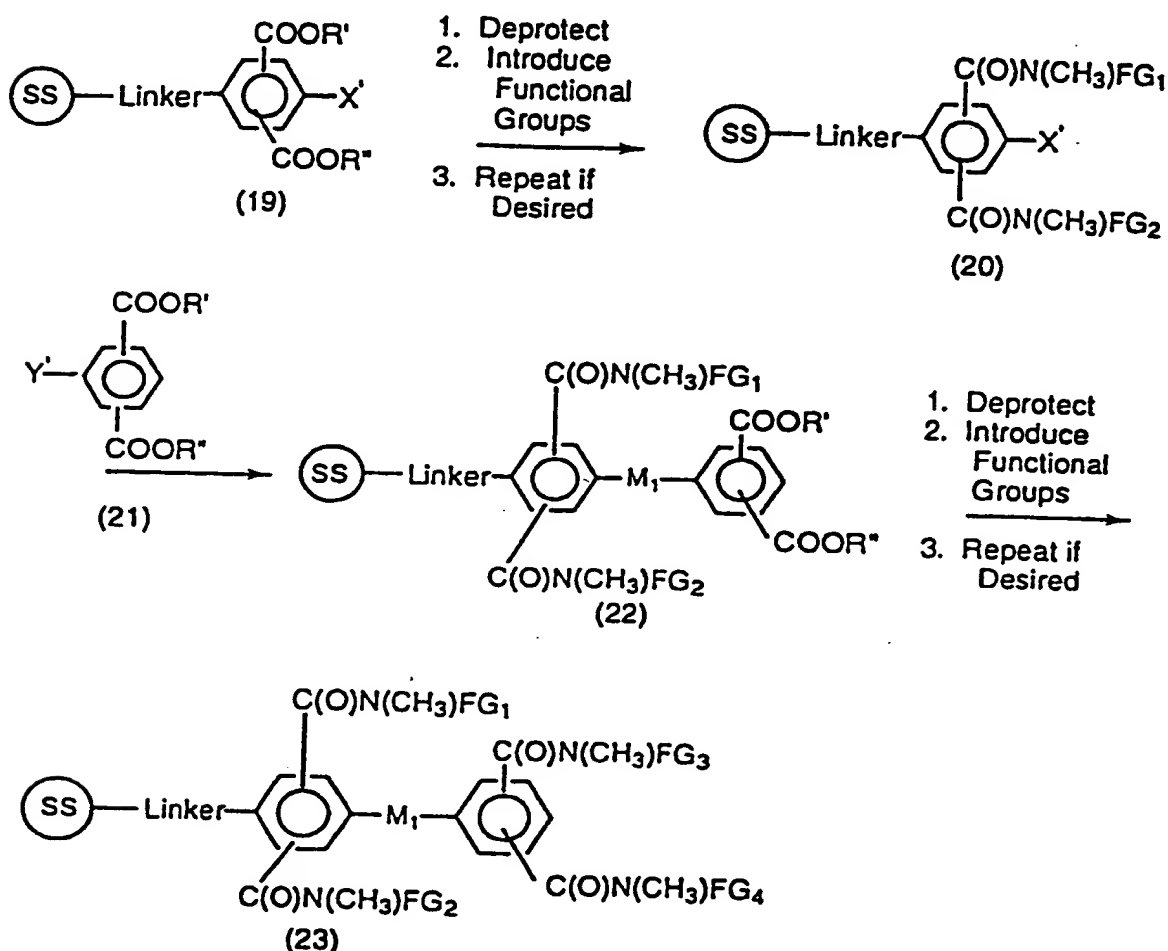 COOR'
SS Linker X'
COOR"
(19)
1. Deprotect
2. Introduce
Functional
Groups
3. Repeat if
Desired
C(O)N(CH₃)FG₁
SS Linker X'
C(O)N(CH₃)FG₂
(20)
COOR'
Y'
COOR"
(21)
C(O)N(CH₃)FG₁
COOR'
SS Linker M₁
COOR"
C(O)N(CH₃)FG₂
(22)
1. Deprotect
2. Introduce
Functional
Groups
3. Repeat if
Desired
C(O)N(CH₃)FG₁
C(O)N(CH₃)FG₃
SS Linker M₁
C(O)N(CH₃)FG₂
C(O)N(CH₃)FG₄
(23)